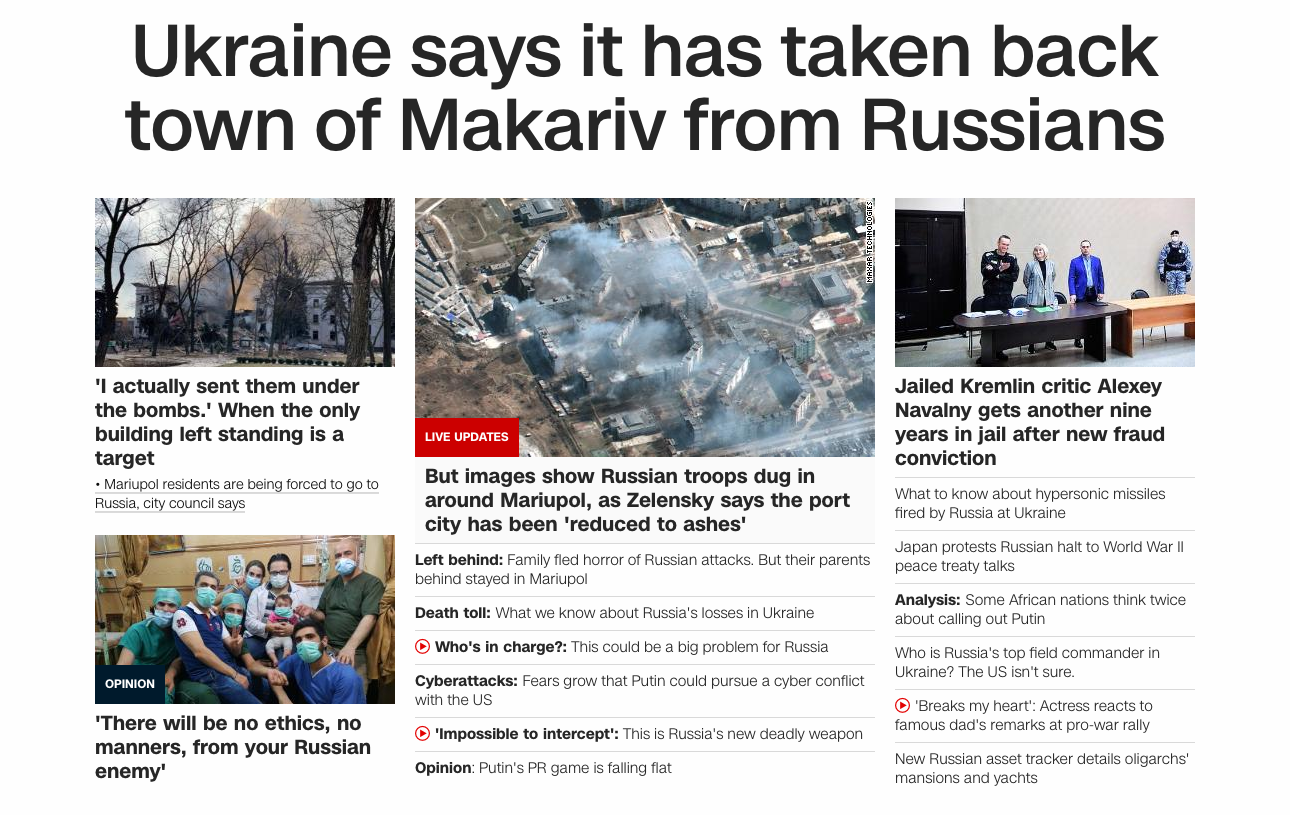 Ukraine says it has taken back
town of Makariv from Russians
'I actually sent them under
the bombs.' When the only
building left standing is a
target
• Mariupol residents are being forced to go to
Russia, city council says
OPINION
'There will be no ethics, no
manners, from your Russian
enemy'
MAXAR TECHNOLOGIES
LIVE UPDATES
But images show Russian troops dug in
around Mariupol, as Zelensky says the port
city has been 'reduced to ashes'
Left behind: Family fled horror of Russian attacks. But their parents
behind stayed in Mariupol
Death toll: What we know about Russia's losses in Ukraine
Who's in charge?: This could be a big problem for Russia
Cyberattacks: Fears grow that Putin could pursue a cyber conflict
with the US
'Impossible to intercept': This is Russia's new deadly weapon
Opinion: Putin's PR game is falling flat
Jailed Kremlin critic Alexey
Navalny gets another nine
years in jail after new fraud
conviction
What to know about hypersonic missiles
fired by Russia at Ukraine
Japan protests Russian halt to World War II
peace treaty talks
Analysis: Some African nations think twice
about calling out Putin
Who is Russia's top field commander in
Ukraine? The US isn't sure.
'Breaks my heart': Actress reacts to
famous dad's remarks at pro-war rally
New Russian asset tracker details oligarchs'
mansions and yachts